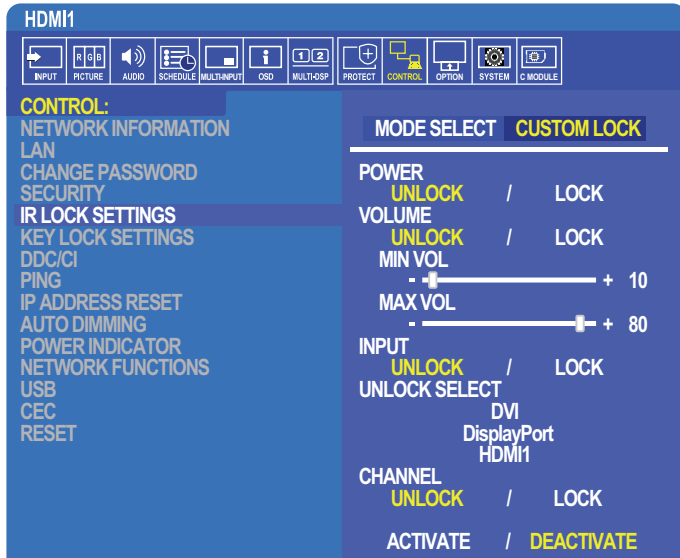 HDMI1
INPUT
RGB
PICTURE
AUDIO
SCHEDULE
MULTI-INPUT
i
OSD
1 2
MULTI-DSP
PROTECT
CONTROL
OPTION
SYSTEM
C MODULE
CONTROL:
NETWORK INFORMATION
LAN
CHANGE PASSWORD
SECURITY
IR LOCK SETTINGS
KEY LOCK SETTINGS
DDC/CI
PING
IP ADDRESS RESET
AUTO DIMMING
POWER INDICATOR
NETWORK FUNCTIONS
USB
CEC
RESET
MODE SELECT CUSTOM LOCK
POWER
UNLOCK / LOCK
VOLUME
UNLOCK / LOCK
MIN VOL
- + 10
MAX VOL
- + 80
INPUT
UNLOCK / LOCK
UNLOCK SELECT
DVI
DisplayPort
HDMI1
CHANNEL
UNLOCK / LOCK
ACTIVATE / DEACTIVATE